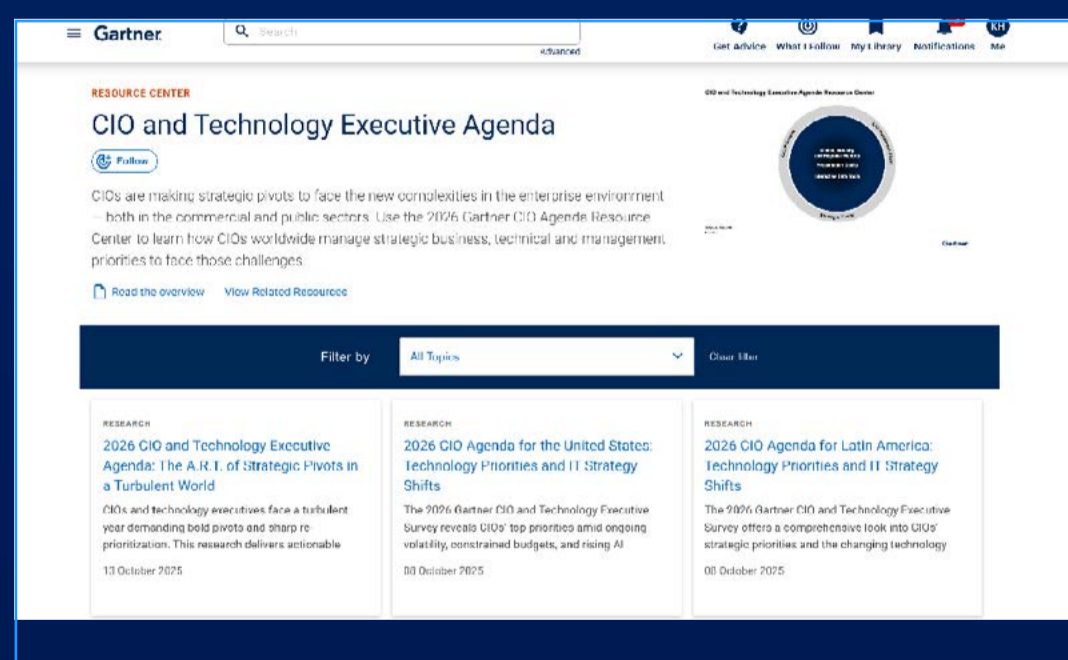 Gartner
Search
Advanced
Get Advice
What I Follow
My Library
Notifications
KH
Me
RESOURCE CENTER
CIO and Technology Executive Agenda
Follow
CIOs are making strategic pivots to face the new complexities in the enterprise environment
— both in the commercial and public sectors. Use the 2026 Gartner CIO Agenda Resource
Center to learn how CIOs worldwide manage strategic business, technical and management
priorities to face those challenges.
Read the overview
View Related Resources
CIO and Technology Executive Agenda Resource Center
Gartner
Filter by
All Topics
Clear filter
RESEARCH
2026 CIO and Technology Executive
Agenda: The A.R.T. of Strategic Pivots in
a Turbulent World
CIOs and technology executives face a turbulent
year demanding bold pivots and sharp re-
prioritization. This research delivers actionable
13 October 2025
RESEARCH
2026 CIO Agenda for the United States:
Technology Priorities and IT Strategy
Shifts
The 2026 Gartner CIO and Technology Executive
Survey reveals CIOs' top priorities amid ongoing
volatility, constrained budgets, and rising AI
08 October 2025
RESEARCH
2026 CIO Agenda for Latin America:
Technology Priorities and IT Strategy
Shifts
The 2026 Gartner CIO and Technology Executive
Survey offers a comprehensive look into CIOs'
strategic priorities and the changing technology
08 October 2025